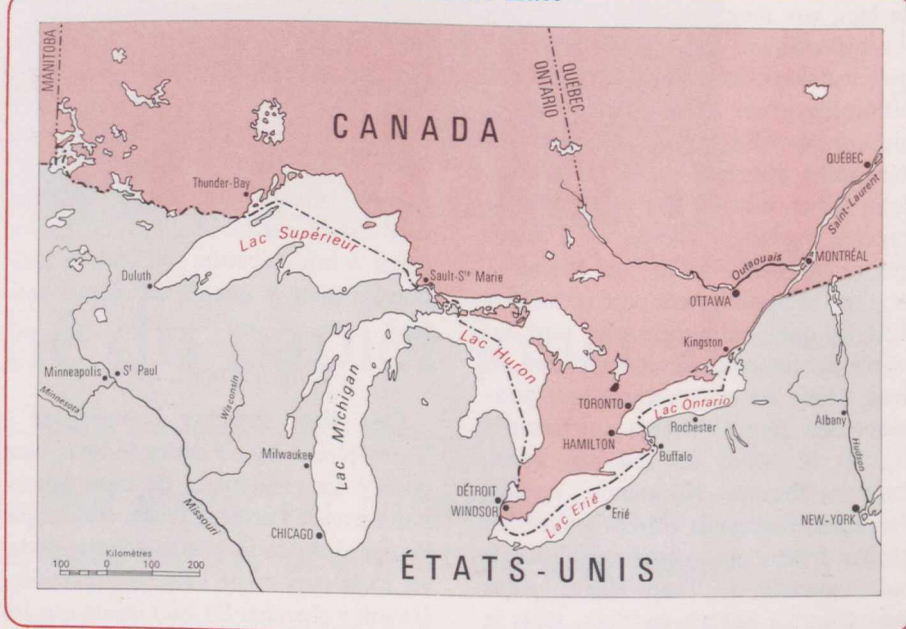 MANITOBA
QUÉBEC
ONTARIO
CANADA
QUÉBEC
Saint-Laurent
Thunder-Bay
Lac Supérieur
Outaouais
MONTRÉAL
Duluth
Sault-Ste Marie
OTTAWA
Kingston
Lac Huron
Minneapolis
St Paul
Minnesota
Wisconsin
Lac Michigan
TORONTO
Lac Ontario
Rochester
Albany
HAMILTON
Buffalo
Hudson
Milwaukee
Missouri
DÉTROIT
WINDSOR
Lac Erié
Erié
NEW-YORK
CHICAGO
Kilomètres
100 0 100 200
ÉTATS-UNIS